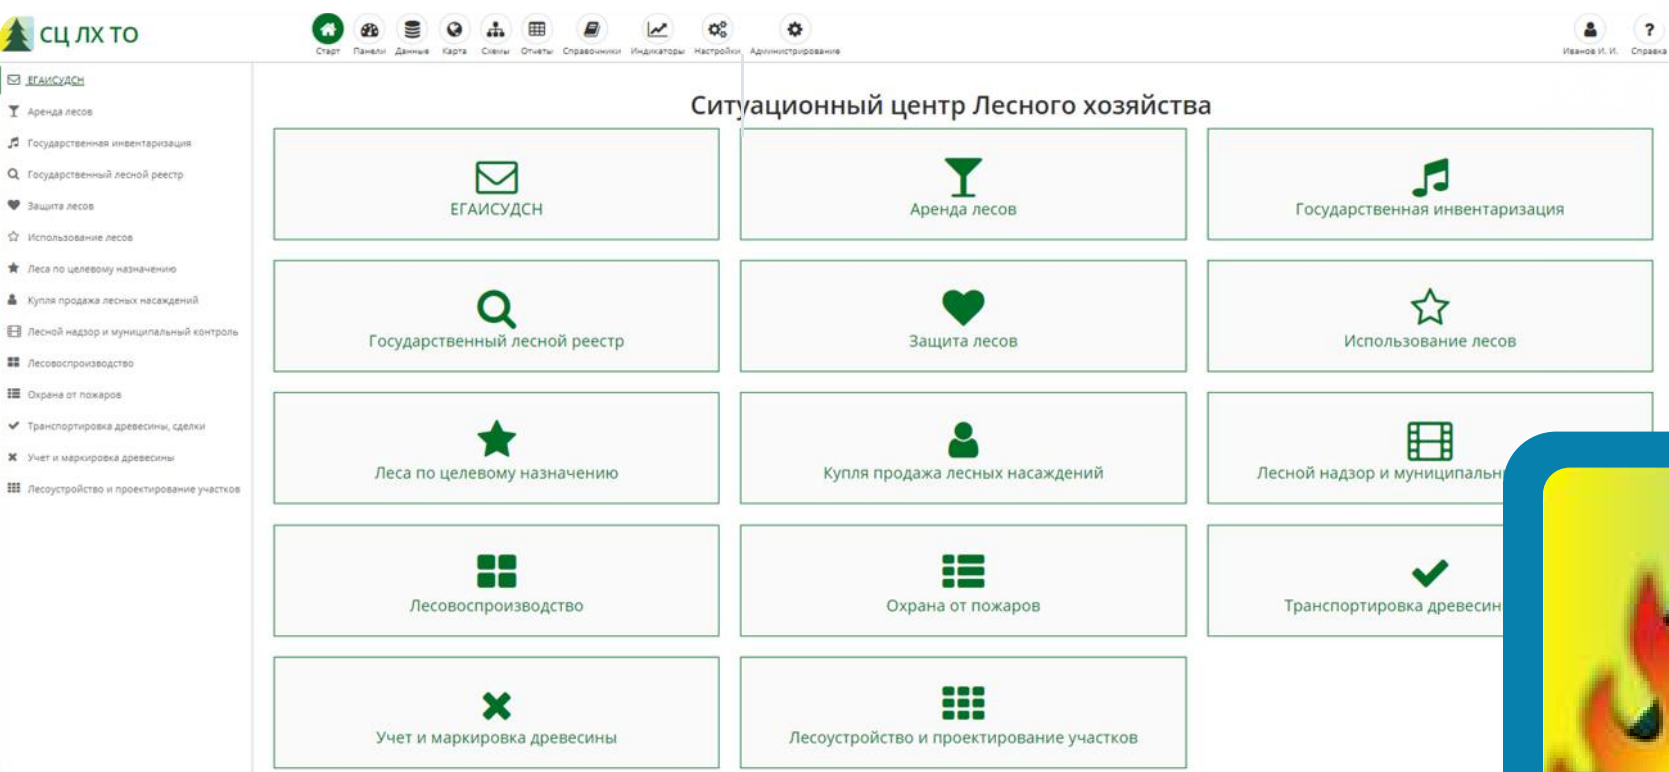 СЦ ЛХ ТО
Старт Панели Данные Карта Схемы Отчеты Справочники Индикаторы Настройки Администрирование
Иванов И. И. Справка
ЕГАИСУДСН
Аренда лесов
Государственная инвентаризация
Государственный лесной реестр
Защита лесов
Использование лесов
Леса по целевому назначению
Купля продажа лесных насаждений
Лесной надзор и муниципальный контроль
Лесовоспроизводство
Охрана от пожаров
Транспортировка древесины, сделки
Учет и маркировка древесины
Лесоустройство и проектирование участков
Ситуационный центр Лесного хозяйства
ЕГАИСУДСН
Аренда лесов
Государственная инвентаризация
Государственный лесной реестр
Защита лесов
Использование лесов
Леса по целевому назначению
Купля продажа лесных насаждений
Лесной надзор и муниципальн
Лесовоспроизводство
Охрана от пожаров
Транспортировка древесин
Учет и маркировка древесины
Лесоустройство и проектирование участков